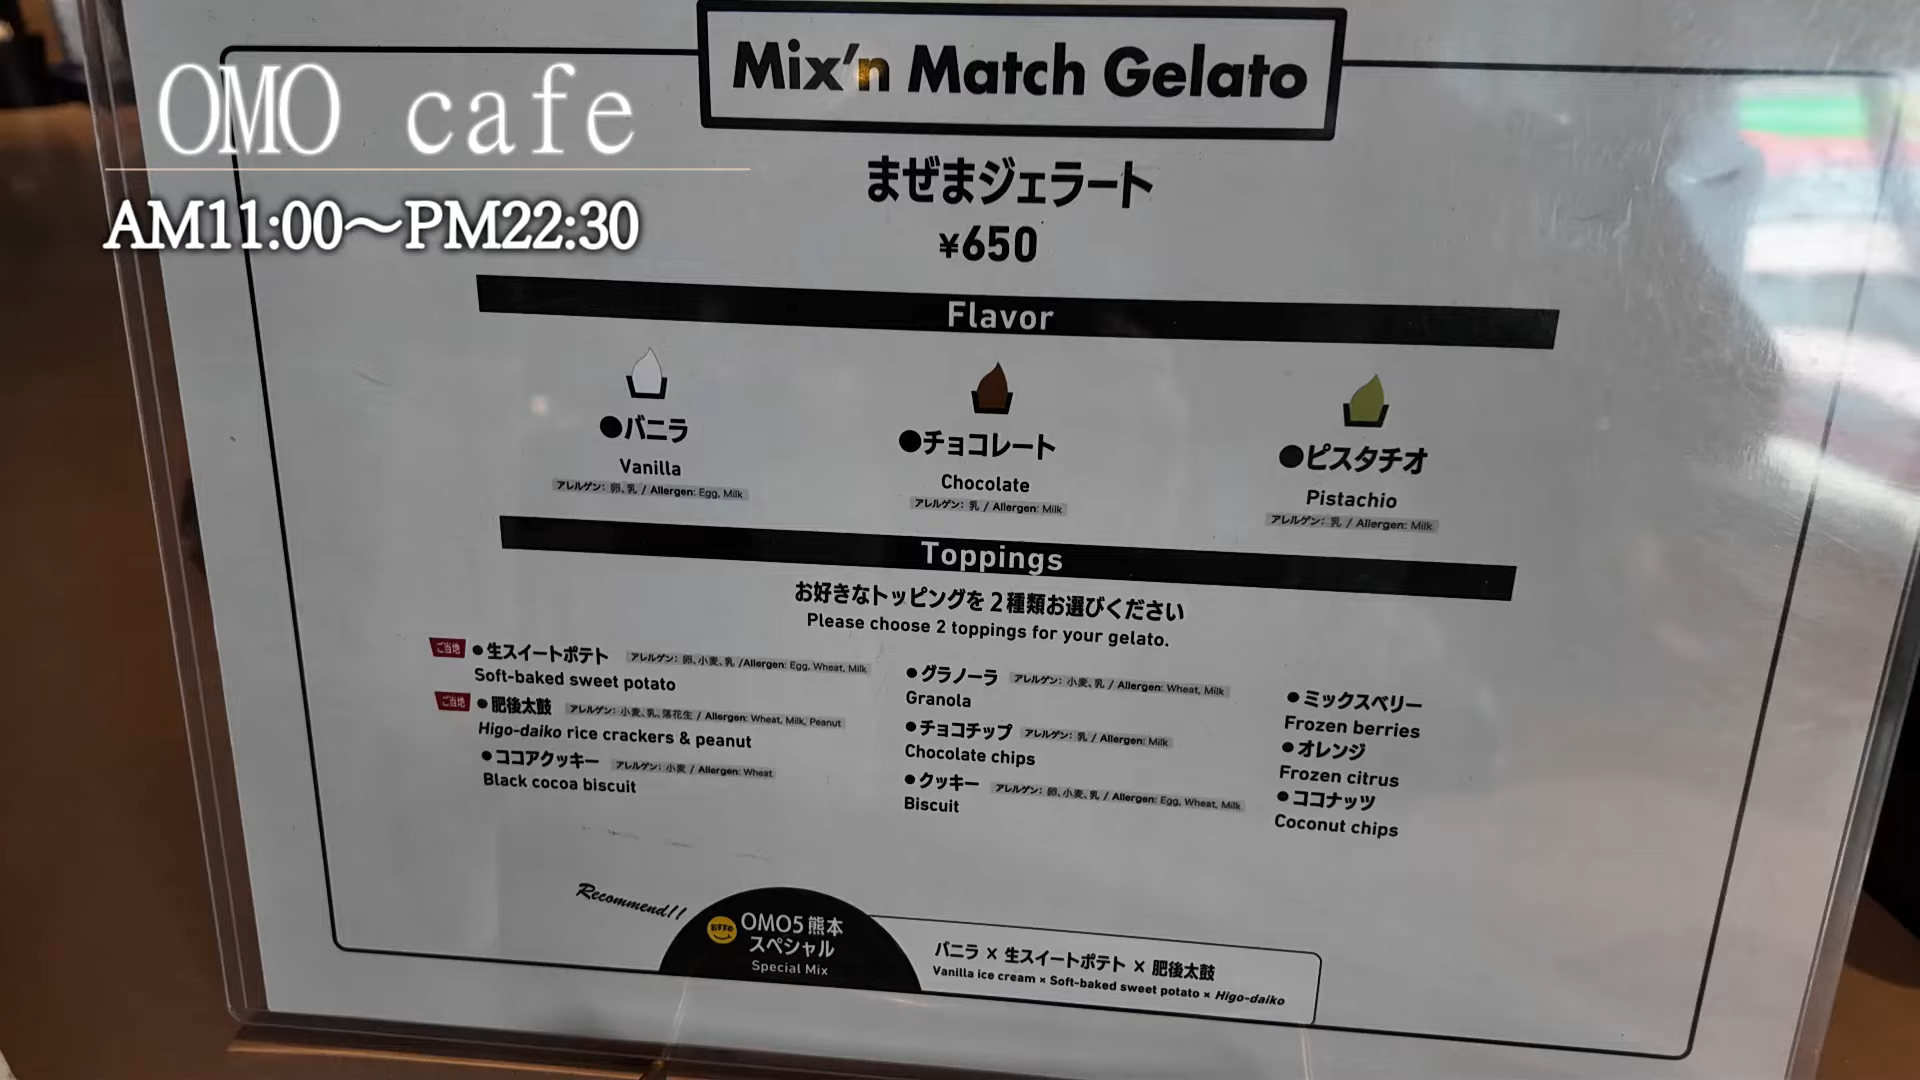 OMO cafe
AM11:00～PM22:30
Mix'n Match Gelato
まぜまジェラート
¥650
Flavor
●バニラ
Vanilla
アレルゲン: 卵、乳 / Allergen: Egg, Milk
●チョコレート
Chocolate
アレルゲン: 乳 / Allergen: Milk
●ピスタチオ
Pistachio
アレルゲン: 乳 / Allergen: Milk
Toppings
お好きなトッピングを2種類お選びください
Please choose 2 toppings for your gelato.
ご当地 ●生スイートポテト アレルゲン: 卵、小麦、乳 /Allergen: Egg, Wheat, Milk
Soft-baked sweet potato
ご当地 ●肥後太鼓 アレルゲン: 小麦、乳、落花生 / Allergen: Wheat, Milk, Peanut
Higo-daiko rice crackers & peanut
●ココアクッキー アレルゲン: 小麦 / Allergen: Wheat
Black cocoa biscuit
●グラノーラ アレルゲン: 小麦、乳 / Allergen: Wheat, Milk
Granola
●チョコチップ アレルゲン: 乳 / Allergen: Milk
Chocolate chips
●クッキー アレルゲン: 卵、小麦、乳 / Allergen: Egg, Wheat, Milk
Biscuit
●ミックスベリー
Frozen berries
●オレンジ
Frozen citrus
●ココナッツ
Coconut chips
Recommend!!
おすすめ OMO5 熊本
スペシャル
Special Mix
バニラ × 生スイートポテト × 肥後太鼓
Vanilla ice cream × Soft-baked sweet potato × Higo-daiko